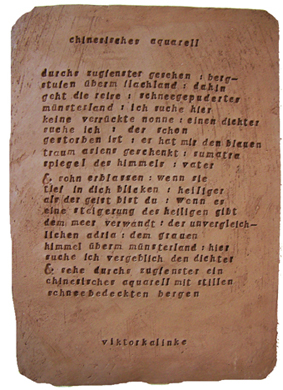 chinesisches aquarell
durchs zugfenster gesehen : berg-
stufen überm flachland : dahin
geht die reise : schneegepudertes
münsterland : ich suche hier
keine verrückte nonne : einen dichter
suche ich : der schon
gestorben ist : er hat mir den blauen
traum asiens geschenkt : sumatra
spiegel des himmels : vater
& sohn erblassen : wenn sie
tief in dich blicken : heiliger
als der geist bist du : wenn es
eine steigerung des heiligen gibt
dem meer verwandt : der unvergleich-
lichen adria : dem grauen
himmel überm münsterland : hier
suche ich vergeblich den dichter
& sehe durchs zugfenster ein
chinesisches aquarell mit stillen
schneebedeckten bergen
viktorkalinke